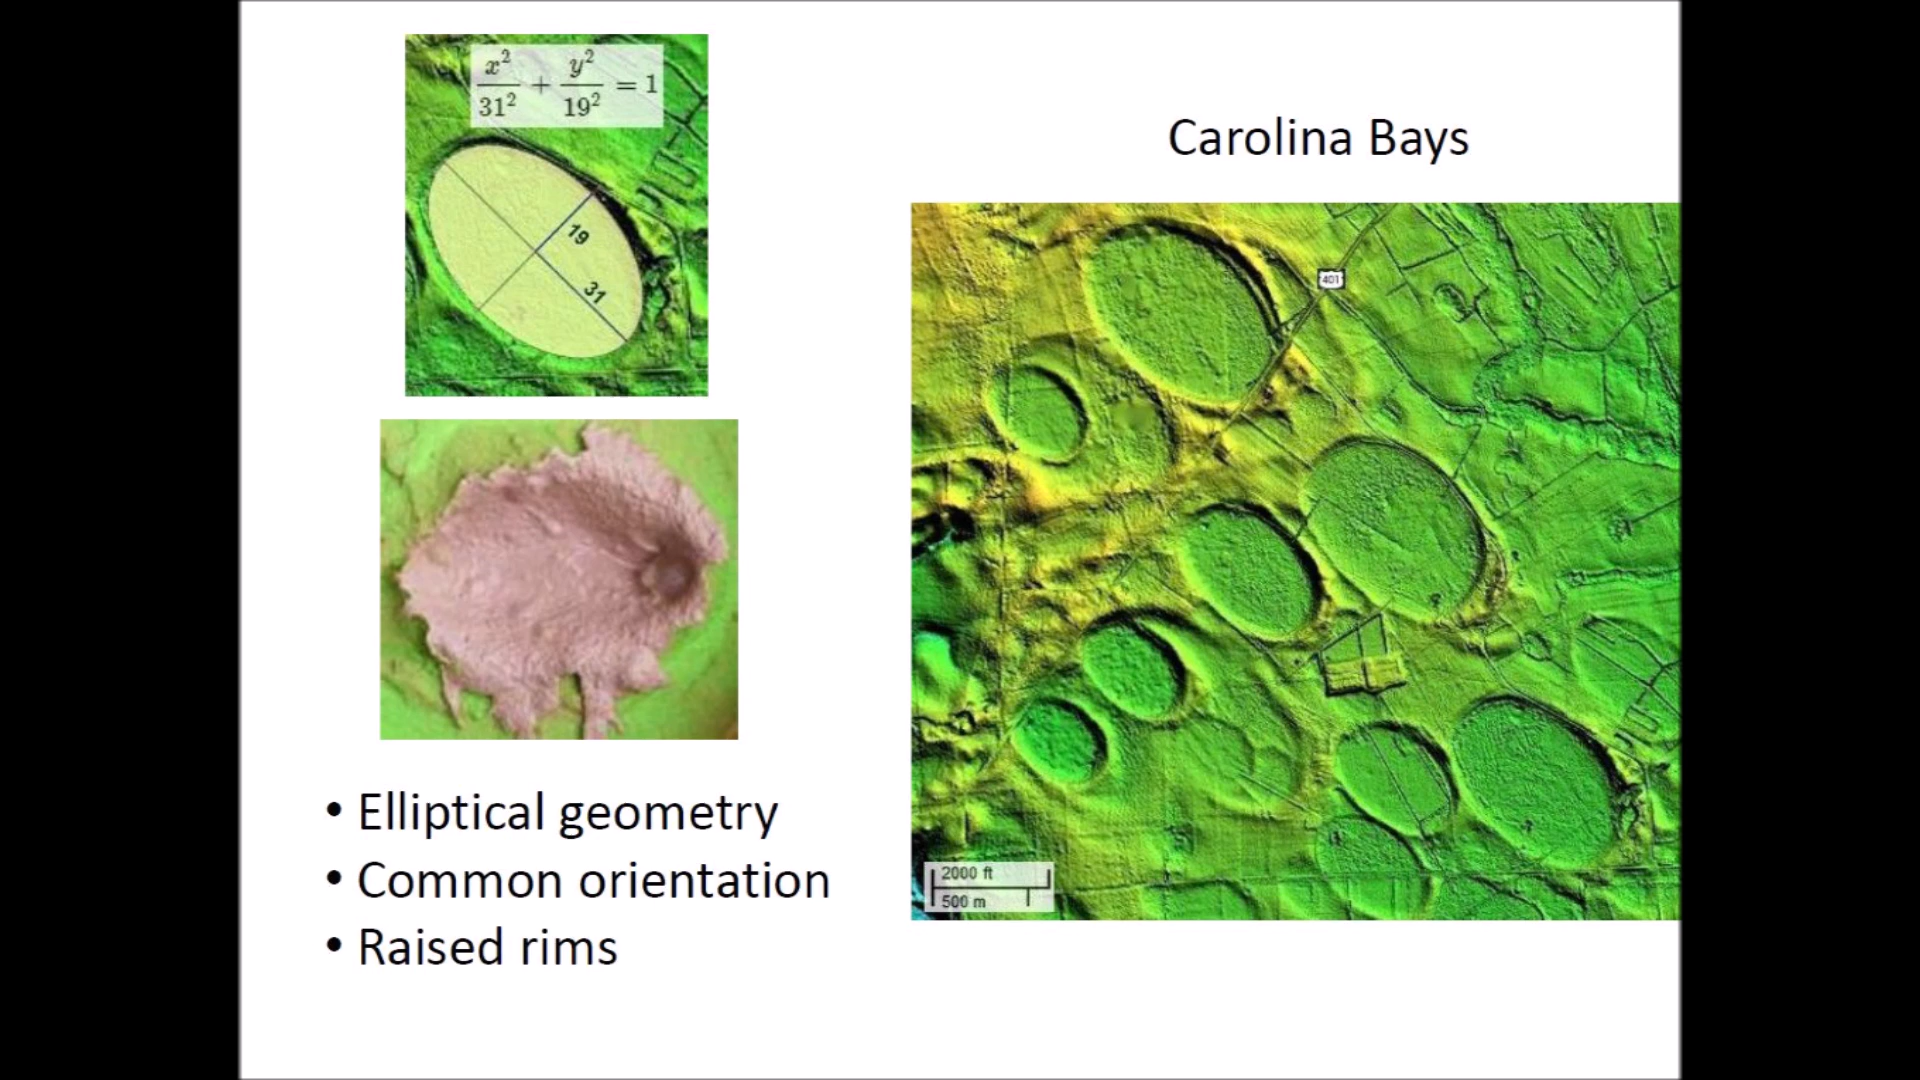 x²/31² + y²/19² = 1
19
31
Carolina Bays
401
2000 ft
500 m
• Elliptical geometry
• Common orientation
• Raised rims